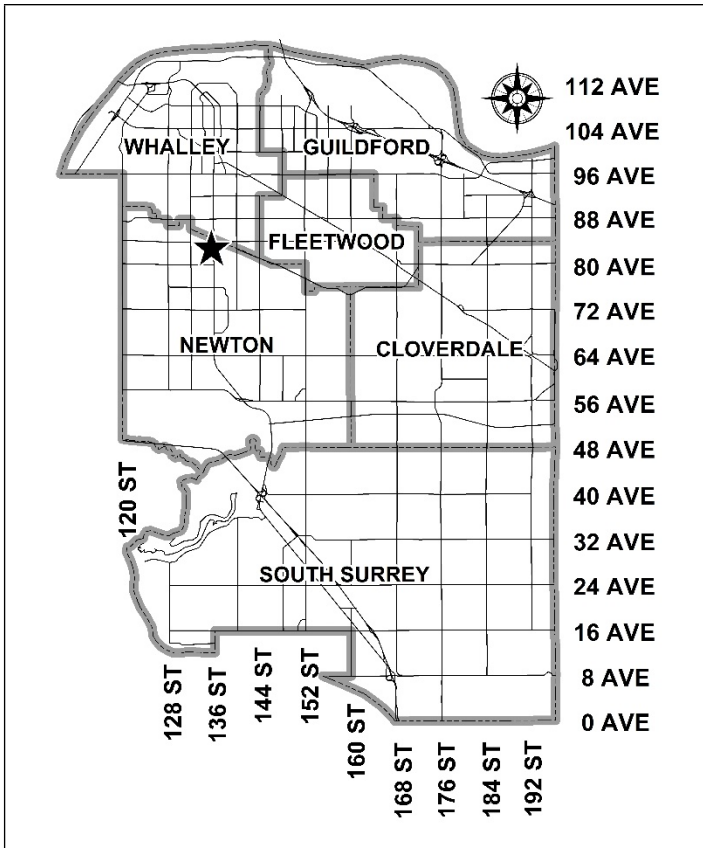 112 AVE
104 AVE
WHALLEY
GUILDFORD
96 AVE
88 AVE
FLEETWOOD
80 AVE
72 AVE
NEWTON
CLOVERDALE
64 AVE
56 AVE
48 AVE
120 ST
40 AVE
32 AVE
SOUTH SURREY
24 AVE
16 AVE
128 ST
136 ST
144 ST
152 ST
160 ST
8 AVE
0 AVE
168 ST
176 ST
184 ST
192 ST